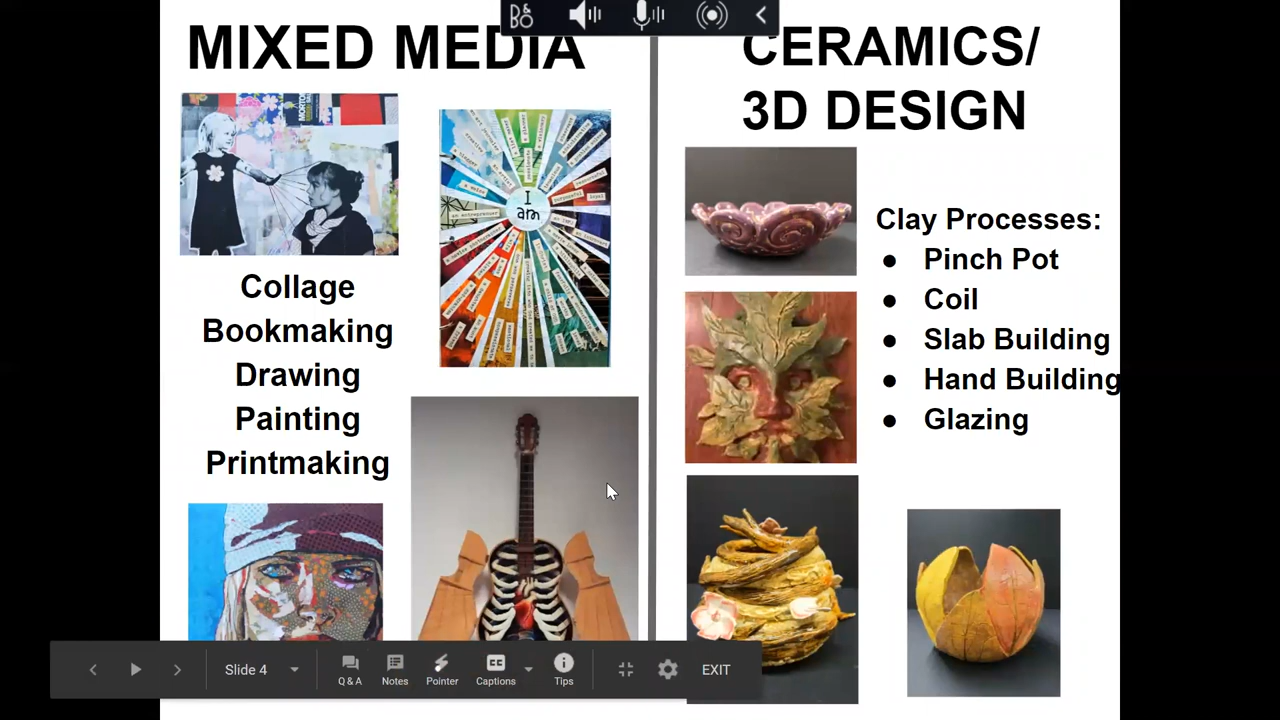 B&O
MIXED MEDIA
I
am
Collage
Bookmaking
Drawing
Painting
Printmaking
CERAMICS/
3D DESIGN
Clay Processes:
● Pinch Pot
● Coil
● Slab Building
● Hand Building
● Glazing
Slide 4
Q & A
Notes
Pointer
CC
Captions
Tips
EXIT